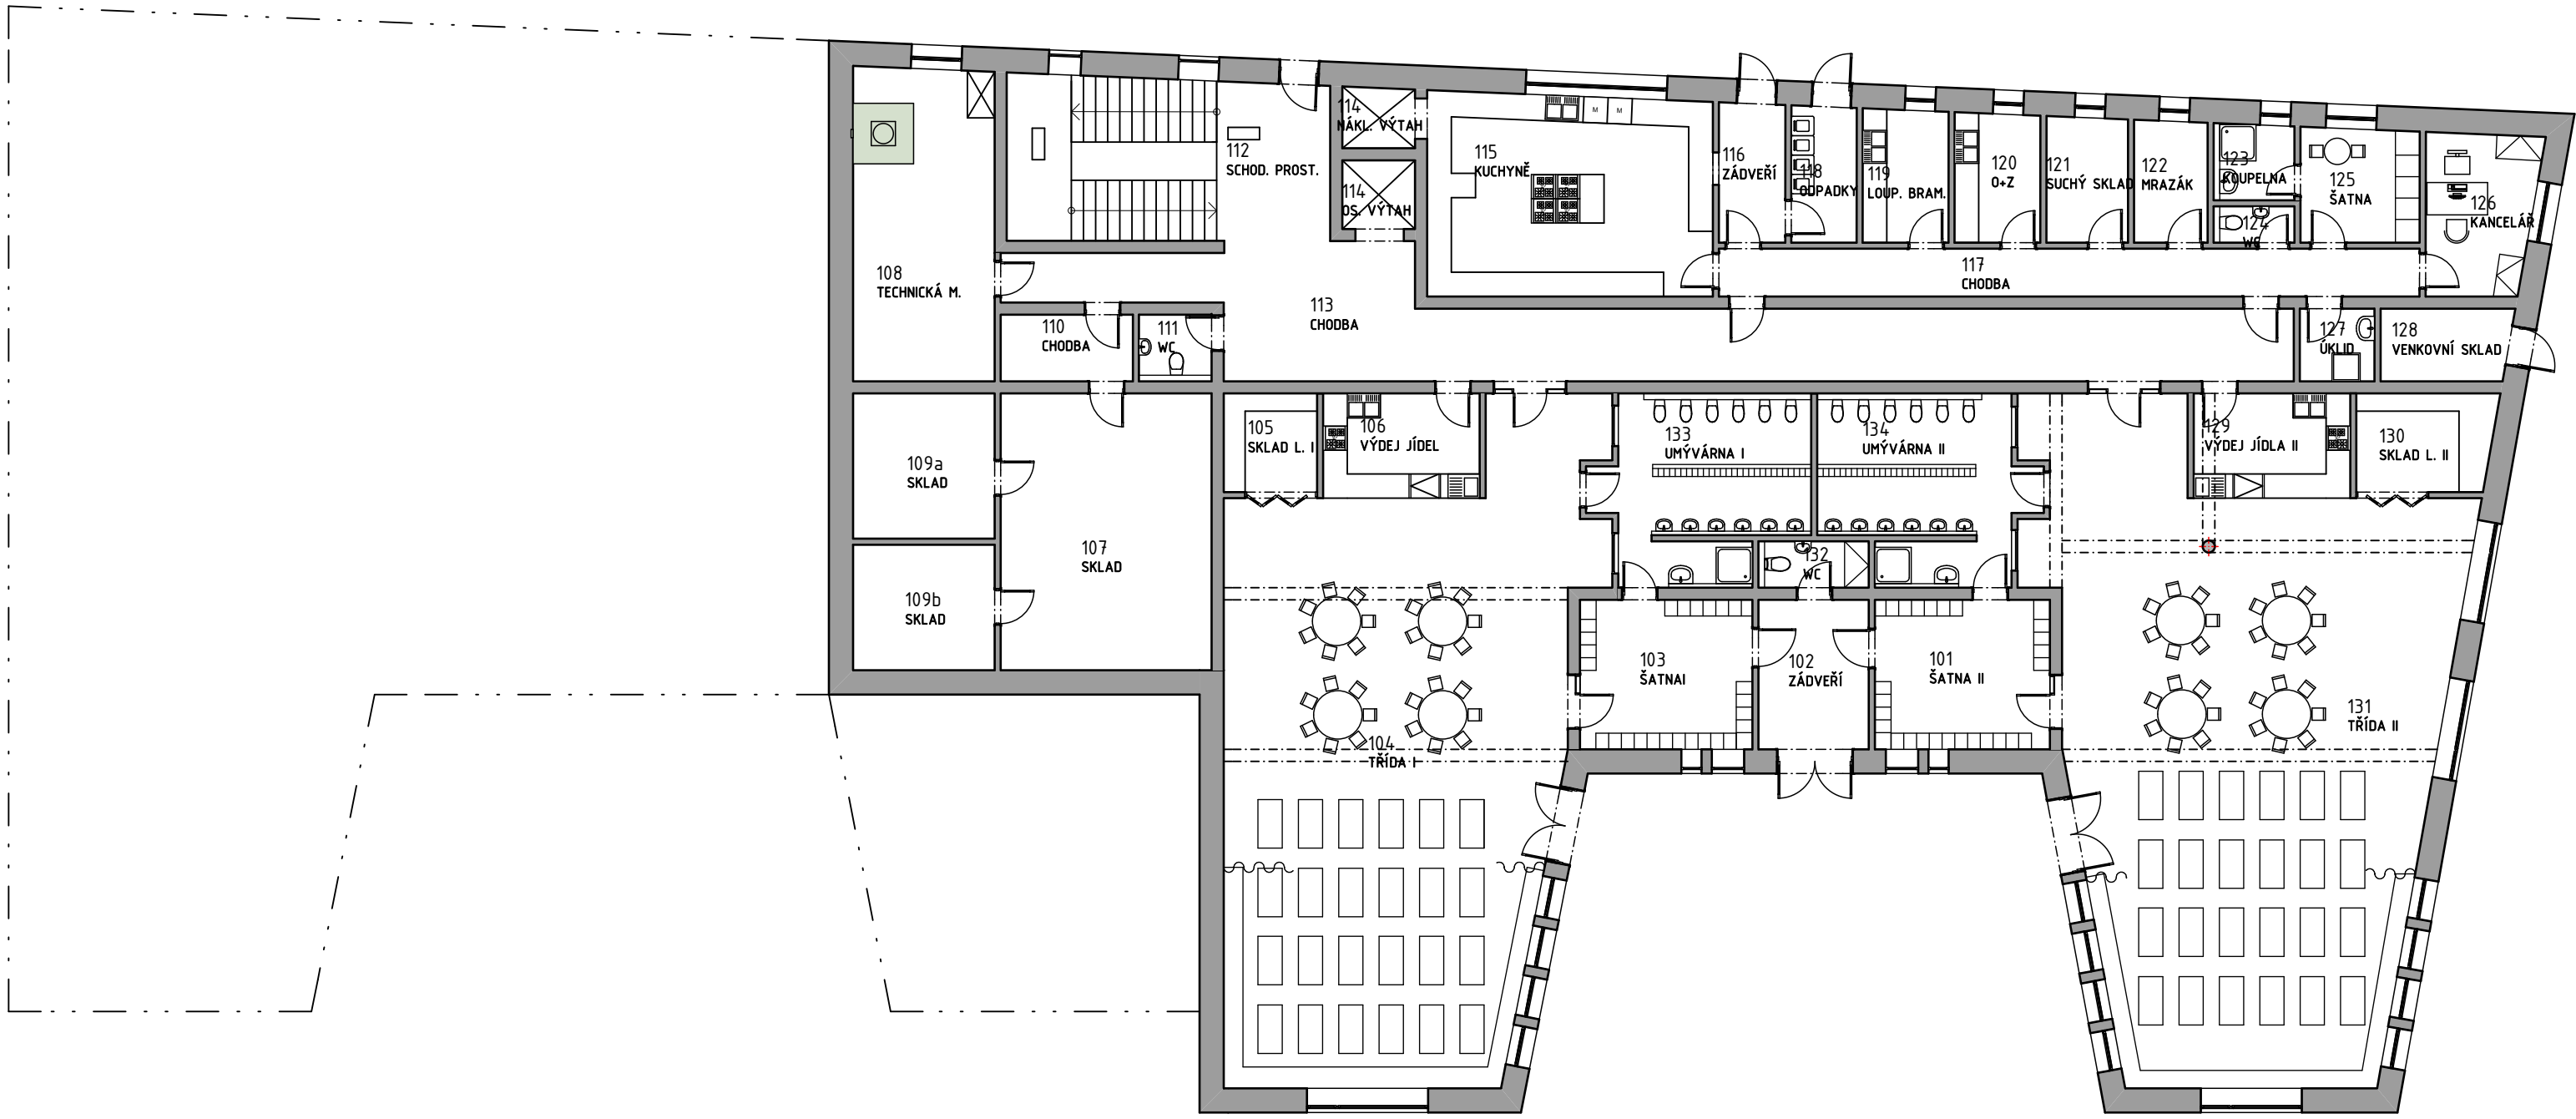 114
NÁKL. VÝTAH
112
SCHOD. PROST.
115
KUCHYNĚ
M
M
116
ZÁDVEŘÍ
118
ODPADKY
119
LOUP. BRAM.
120
O+Z
121
SUCHÝ SKLAD
122
MRAZÁK
123
KOUPELNA
125
ŠATNA
114
OS. VÝTAH
124
WC
126
KANCELÁŘ
108
TECHNICKÁ M.
117
CHODBA
113
CHODBA
110
CHODBA
111
WC
127
ÚKLID
128
VENKOVNÍ SKLAD
105
SKLAD L. I
106
VÝDEJ JÍDEL
133
UMÝVÁRNA I
134
UMÝVÁRNA II
129
VÝDEJ JÍDLA II
130
SKLAD L. II
109a
SKLAD
107
SKLAD
132
WC
109b
SKLAD
103
ŠATNAI
102
ZÁDVEŘÍ
101
ŠATNA II
131
TŘÍDA II
104
TŘÍDA I